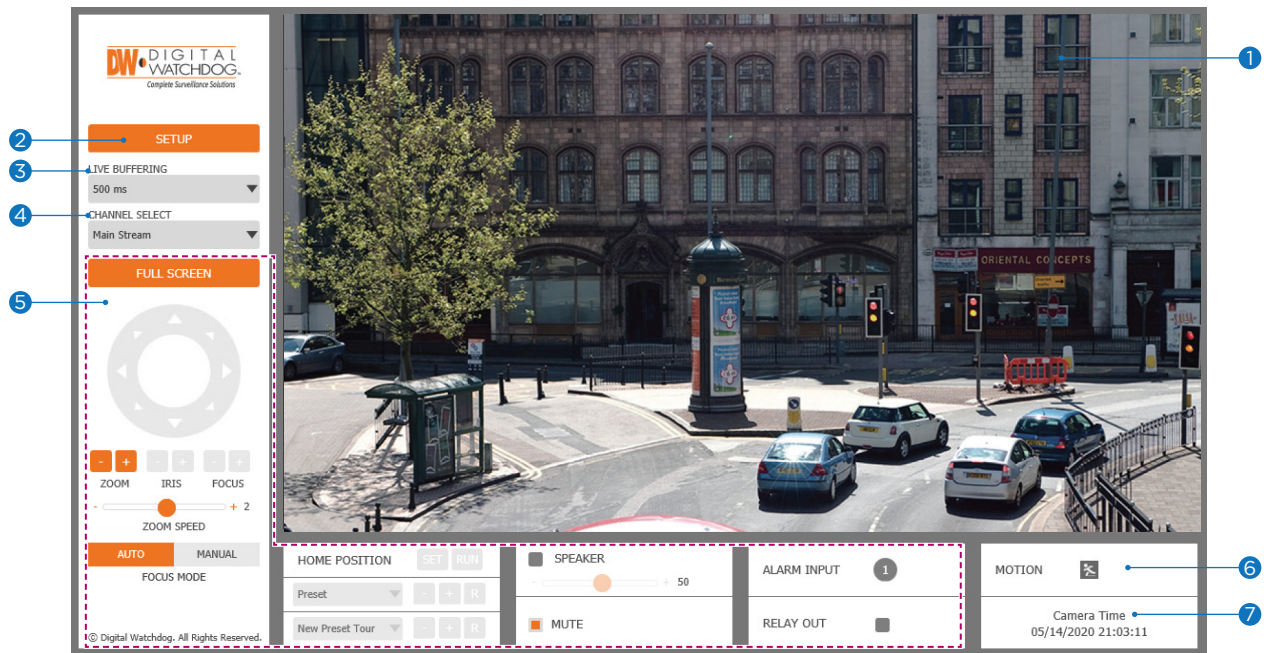 DW DIGITAL
WATCHDOG™
Complete Surveillance Solutions
1
2
SETUP
3
LIVE BUFFERING
500 ms
4
CHANNEL SELECT
Main Stream
FULL SCREEN
5
ORIENTAL CONCEPTS
- + - + - +
ZOOM IRIS FOCUS
- + 2
ZOOM SPEED
AUTO MANUAL
FOCUS MODE
© Digital Watchdog. All Rights Reserved.
HOME POSITION SET RUN
Preset - + R
New Preset Tour - + R
SPEAKER
- + 50
MUTE
ALARM INPUT 1
RELAY OUT
MOTION
6
Camera Time
7
05/14/2020 21:03:11